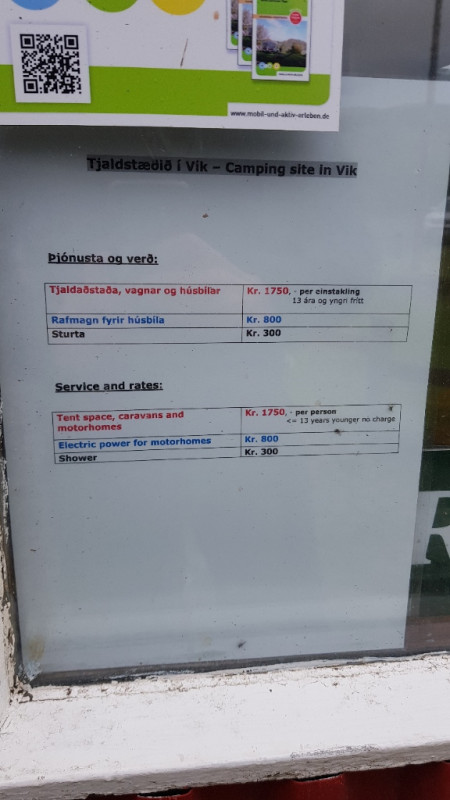 www.mobil-und-aktiv-erleben.de
Tjaldstæðið í Vík – Camping site in Vik
Þjónusta og verð:
Tjaldaðstaða, vagnar og húsbílar Kr. 1750, - per einstakling
13 ára og yngri frítt
Rafmagn fyrir húsbíla Kr. 800
Sturta Kr. 300
Service and rates:
Tent space, caravans and Kr. 1750, - per person
motorhomes <= 13 years younger no charge
Electric power for motorhomes Kr. 800
Shower Kr. 300